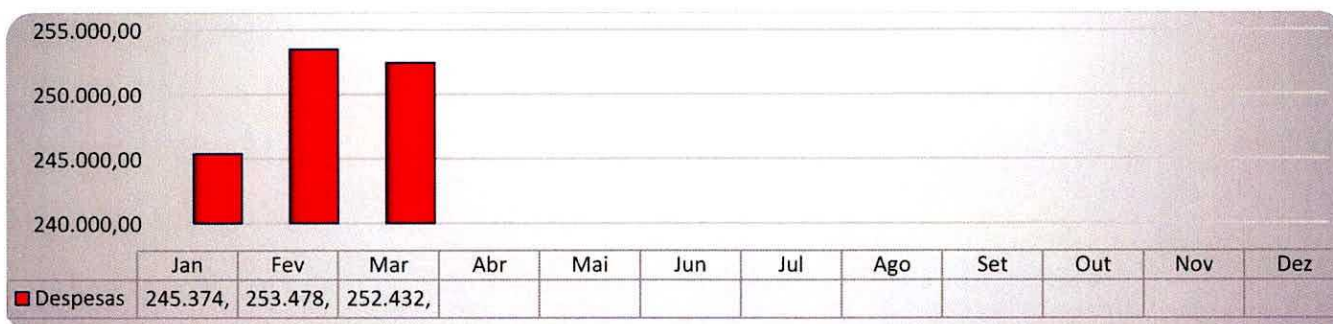 255.000,00
250.000,00
245.000,00
240.000,00
Jan Fev Mar Abr Mai Jun Jul Ago Set Out Nov Dez
Despesas 245.374, 253.478, 252.432,